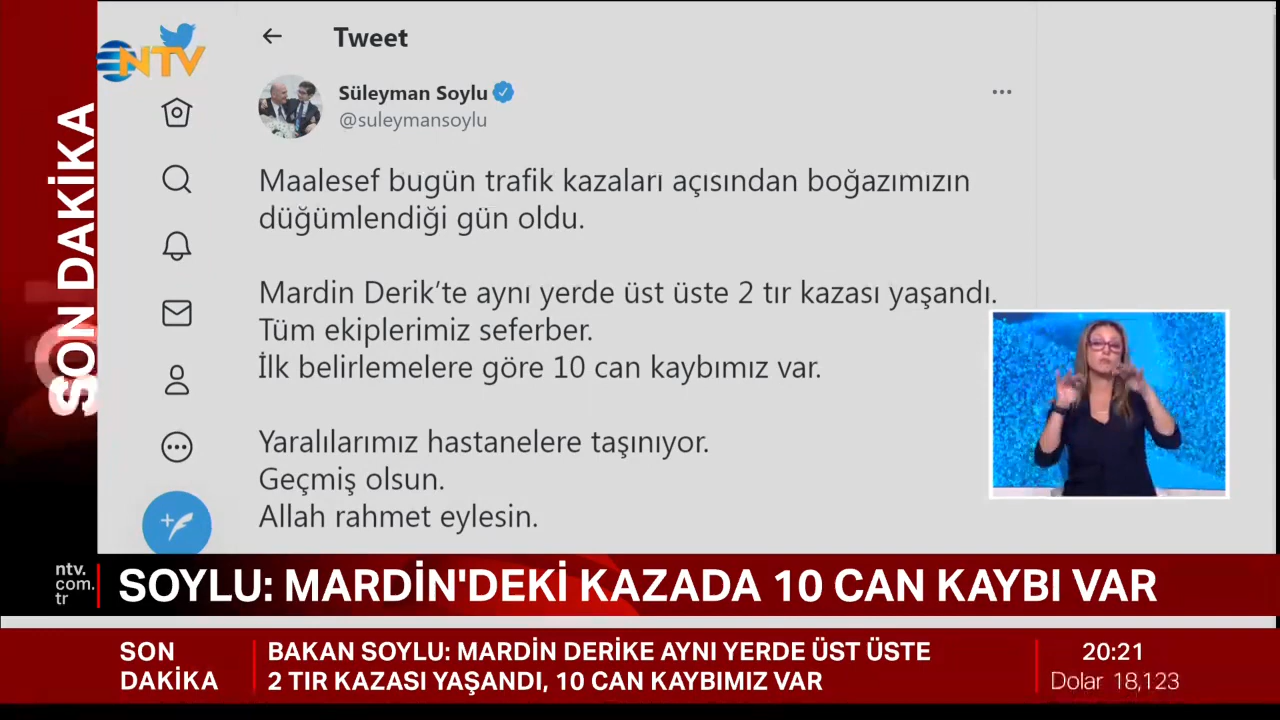 NTV
SON DAKİKA
Tweet
Süleyman Soylu
@suleymansoylu
Maalesef bugün trafik kazaları açısından boğazımızın
düğümlendiği gün oldu.
Mardin Derik’te aynı yerde üst üste 2 tır kazası yaşandı.
Tüm ekiplerimiz seferber.
İlk belirlemelere göre 10 can kaybımız var.
Yaralılarımız hastanelere taşınıyor.
Geçmiş olsun.
Allah rahmet eylesin.
ntv.
com.
tr
SOYLU: MARDİN'DEKİ KAZADA 10 CAN KAYBI VAR
SON
DAKİKA
BAKAN SOYLU: MARDİN DERİKE AYNI YERDE ÜST ÜSTE
2 TIR KAZASI YAŞANDI, 10 CAN KAYBIMIZ VAR
20:21
Dolar 18,123